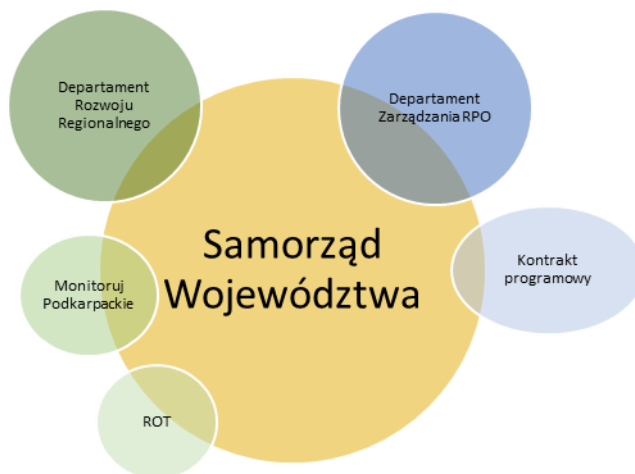 Departament
Rozwoju
Regionalnego
Departament
Zarządzania RPO
Samorząd
Województwa
Kontrakt
programowy
Monitoruj
Podkarpackie
ROT